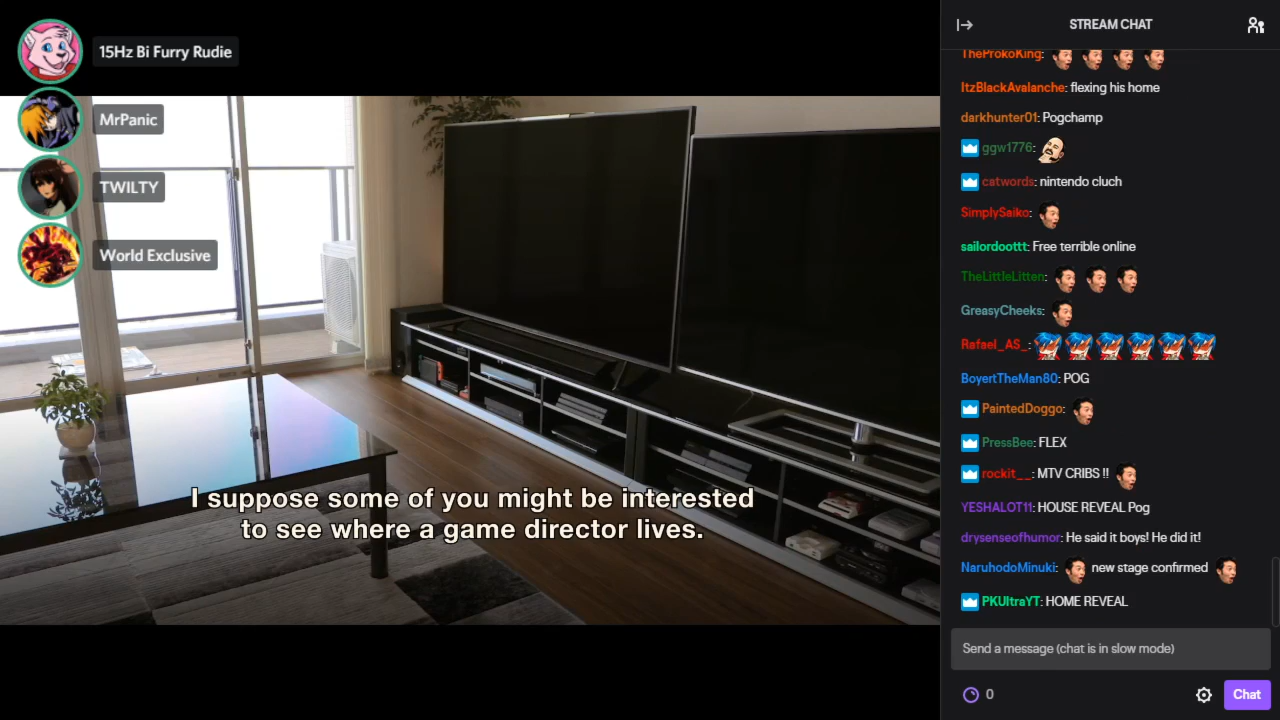 15Hz Bi Furry Rudie
MrPanic
TWILTY
World Exclusive
I suppose some of you might be interested
to see where a game director lives.
STREAM CHAT
TheProkoKing:
ItzBlackAvalanche: flexing his home
darkhunter01: Pogchamp
ggw1776:
catwords: nintendo cluch
SimplySaiko:
sailordoottt: Free terrible online
TheLittleLitten:
GreasyCheeks:
Rafael_AS_:
BoyertTheMan80: POG
PaintedDoggo:
PressBee: FLEX
rockit__: MTV CRIBS !!
YESHALOT11: HOUSE REVEAL Pog
drysenseofhumor: He said it boys! He did it!
NaruhodoMinuki: new stage confirmed
PKUltraYT: HOME REVEAL
Send a message (chat is in slow mode)
0
Chat